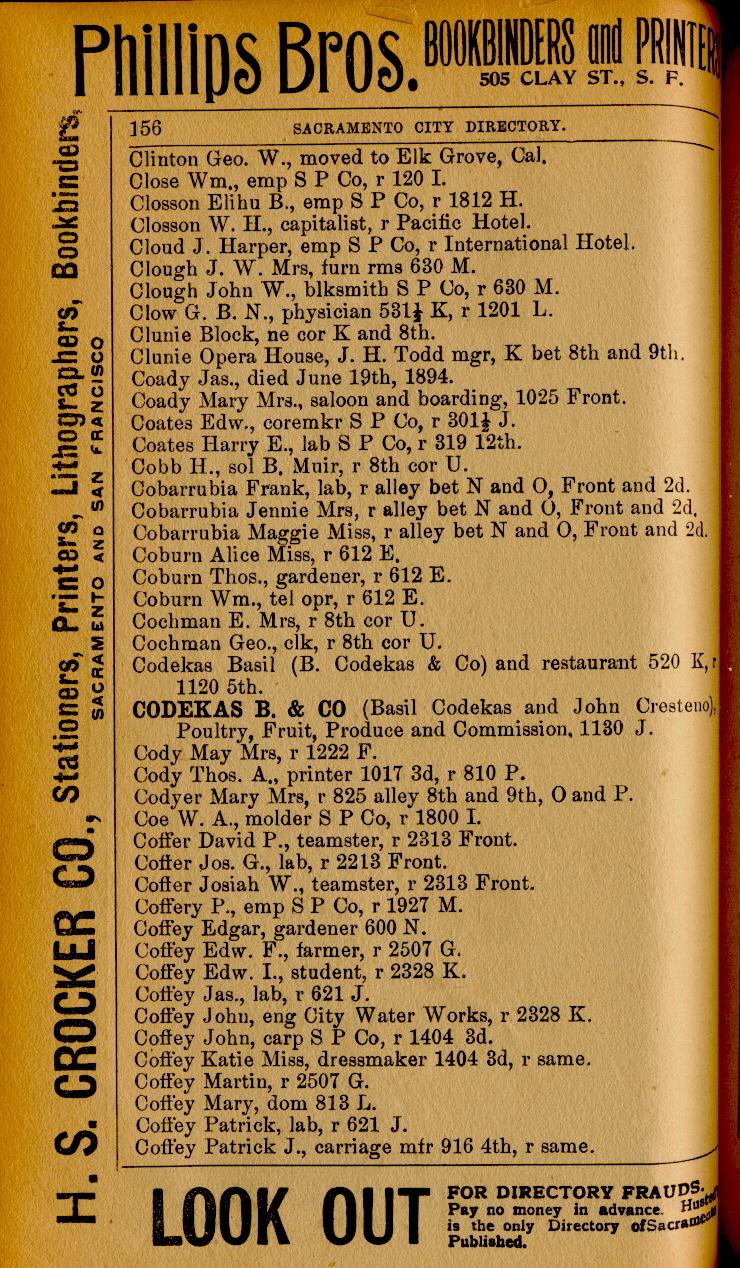 Phillips Bros. BOOKBINDERS and PRINTERS
505 CLAY ST., S. F.
156 SACRAMENTO CITY DIRECTORY.
Clinton Geo. W., moved to Elk Grove, Cal.
Close Wm., emp S P Co, r 120 I.
Closson Elihu B., emp S P Co, r 1812 H.
Closson W. H., capitalist, r Pacific Hotel.
Cloud J. Harper, emp S P Co, r International Hotel.
Clough J. W. Mrs, furn rms 630 M.
Clough John W., blksmith S P Co, r 630 M.
Clow G. B. N., physician 531½ K, r 1201 L.
Clunie Block, ne cor K and 8th.
Clunie Opera House, J. H. Todd mgr, K bet 8th and 9th.
Coady Jas., died June 19th, 1894.
Coady Mary Mrs., saloon and boarding, 1025 Front.
Coates Edw., coremkr S P Co, r 301½ J.
Coates Harry E., lab S P Co, r 319 12th.
Cobb H., sol B. Muir, r 8th cor U.
Cobarrubia Frank, lab, r alley bet N and O, Front and 2d.
Cobarrubia Jennie Mrs, r alley bet N and O, Front and 2d.
Cobarrubia Maggie Miss, r alley bet N and O, Front and 2d.
Coburn Alice Miss, r 612 E.
Coburn Thos., gardener, r 612 E.
Coburn Wm., tel opr, r 612 E.
Cochman E. Mrs, r 8th cor U.
Cochman Geo., clk, r 8th cor U.
Codekas Basil (B. Codekas & Co) and restaurant 520 K, r
1120 5th.
CODEKAS B. & CO (Basil Codekas and John Cresteno),
Poultry, Fruit, Produce and Commission, 1130 J.
Cody May Mrs, r 1222 F.
Cody Thos. A., printer 1017 3d, r 810 P.
Codyer Mary Mrs, r 825 alley 8th and 9th, O and P.
Coe W. A., molder S P Co, r 1800 I.
Coffer David P., teamster, r 2313 Front.
Coffer Jos. G., lab, r 2213 Front.
Coffer Josiah W., teamster, r 2313 Front.
Coffery P., emp S P Co, r 1927 M.
Coffey Edgar, gardener 600 N.
Coffey Edw. F., farmer, r 2507 G.
Coffey Edw. I., student, r 2328 K.
Coffey Jas., lab, r 621 J.
Coffey John, eng City Water Works, r 2328 K.
Coffey John, carp S P Co, r 1404 3d.
Coffey Katie Miss, dressmaker 1404 3d, r same.
Coffey Martin, r 2507 G.
Coffey Mary, dom 813 L.
Coffey Patrick, lab, r 621 J.
Coffey Patrick J., carriage mfr 916 4th, r same.
H. S. CROCKER CO., Stationers, Printers, Lithographers, Bookbinders,
SACRAMENTO AND SAN FRANCISCO
LOOK OUT FOR DIRECTORY FRAUDS.
Pay no money in advance. Husted's
is the only Directory of Sacramento
Published.